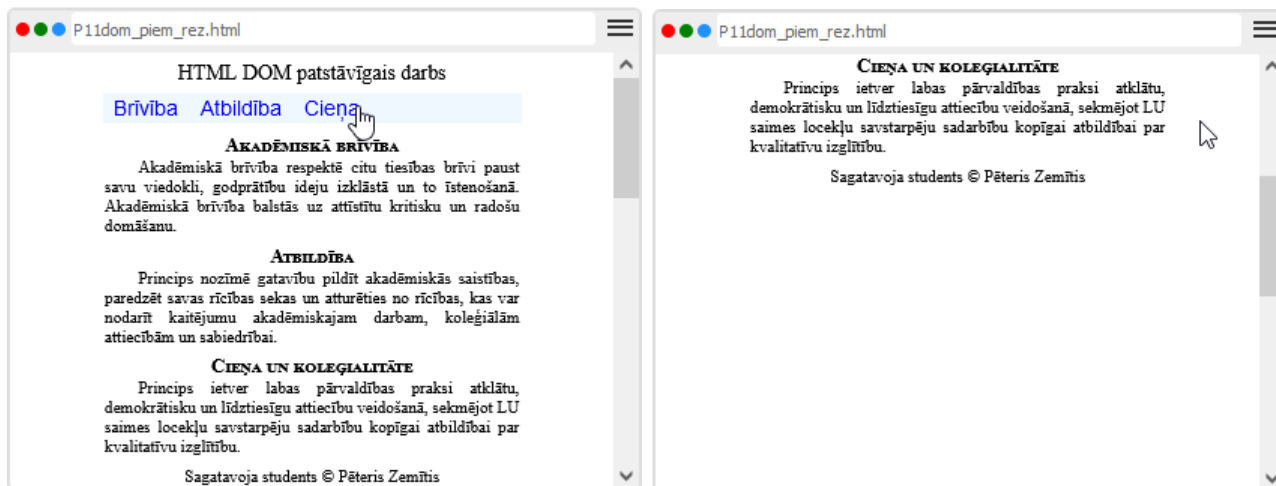 P11dom_piem_rez.html
HTML DOM patstāvīgais darbs
Brīvība Atbildība Cieņa
Akadēmiskā brīvība
Akadēmiskā brīvība respektē citu tiesības brīvi paust
savu viedokli, godprātību ideju izklāstā un to īstenošanā.
Akadēmiskā brīvība balstās uz attīstītu kritisku un radošu
domāšanu.
Atbildība
Princips nozīmē gatavību pildīt akadēmiskās saistības,
paredzēt savas rīcības sekas un atturēties no rīcības, kas var
nodarīt kaitējumu akadēmiskajam darbam, koleģiālām
attiecībām un sabiedrībai.
Cieņa un koleģialitāte
Princips ietver labas pārvaldības praksi atklātu,
demokrātisku un līdztiesīgu attiecību veidošanā, sekmējot LU
saimes locekļu savstarpēju sadarbību kopīgai atbildībai par
kvalitatīvu izglītību.
Sagatavoja students © Pēteris Zemītis
P11dom_piem_rez.html
Cieņa un koleģialitāte
Princips ietver labas pārvaldības praksi atklātu,
demokrātisku un līdztiesīgu attiecību veidošanā, sekmējot LU
saimes locekļu savstarpēju sadarbību kopīgai atbildībai par
kvalitatīvu izglītību.
Sagatavoja students © Pēteris Zemītis